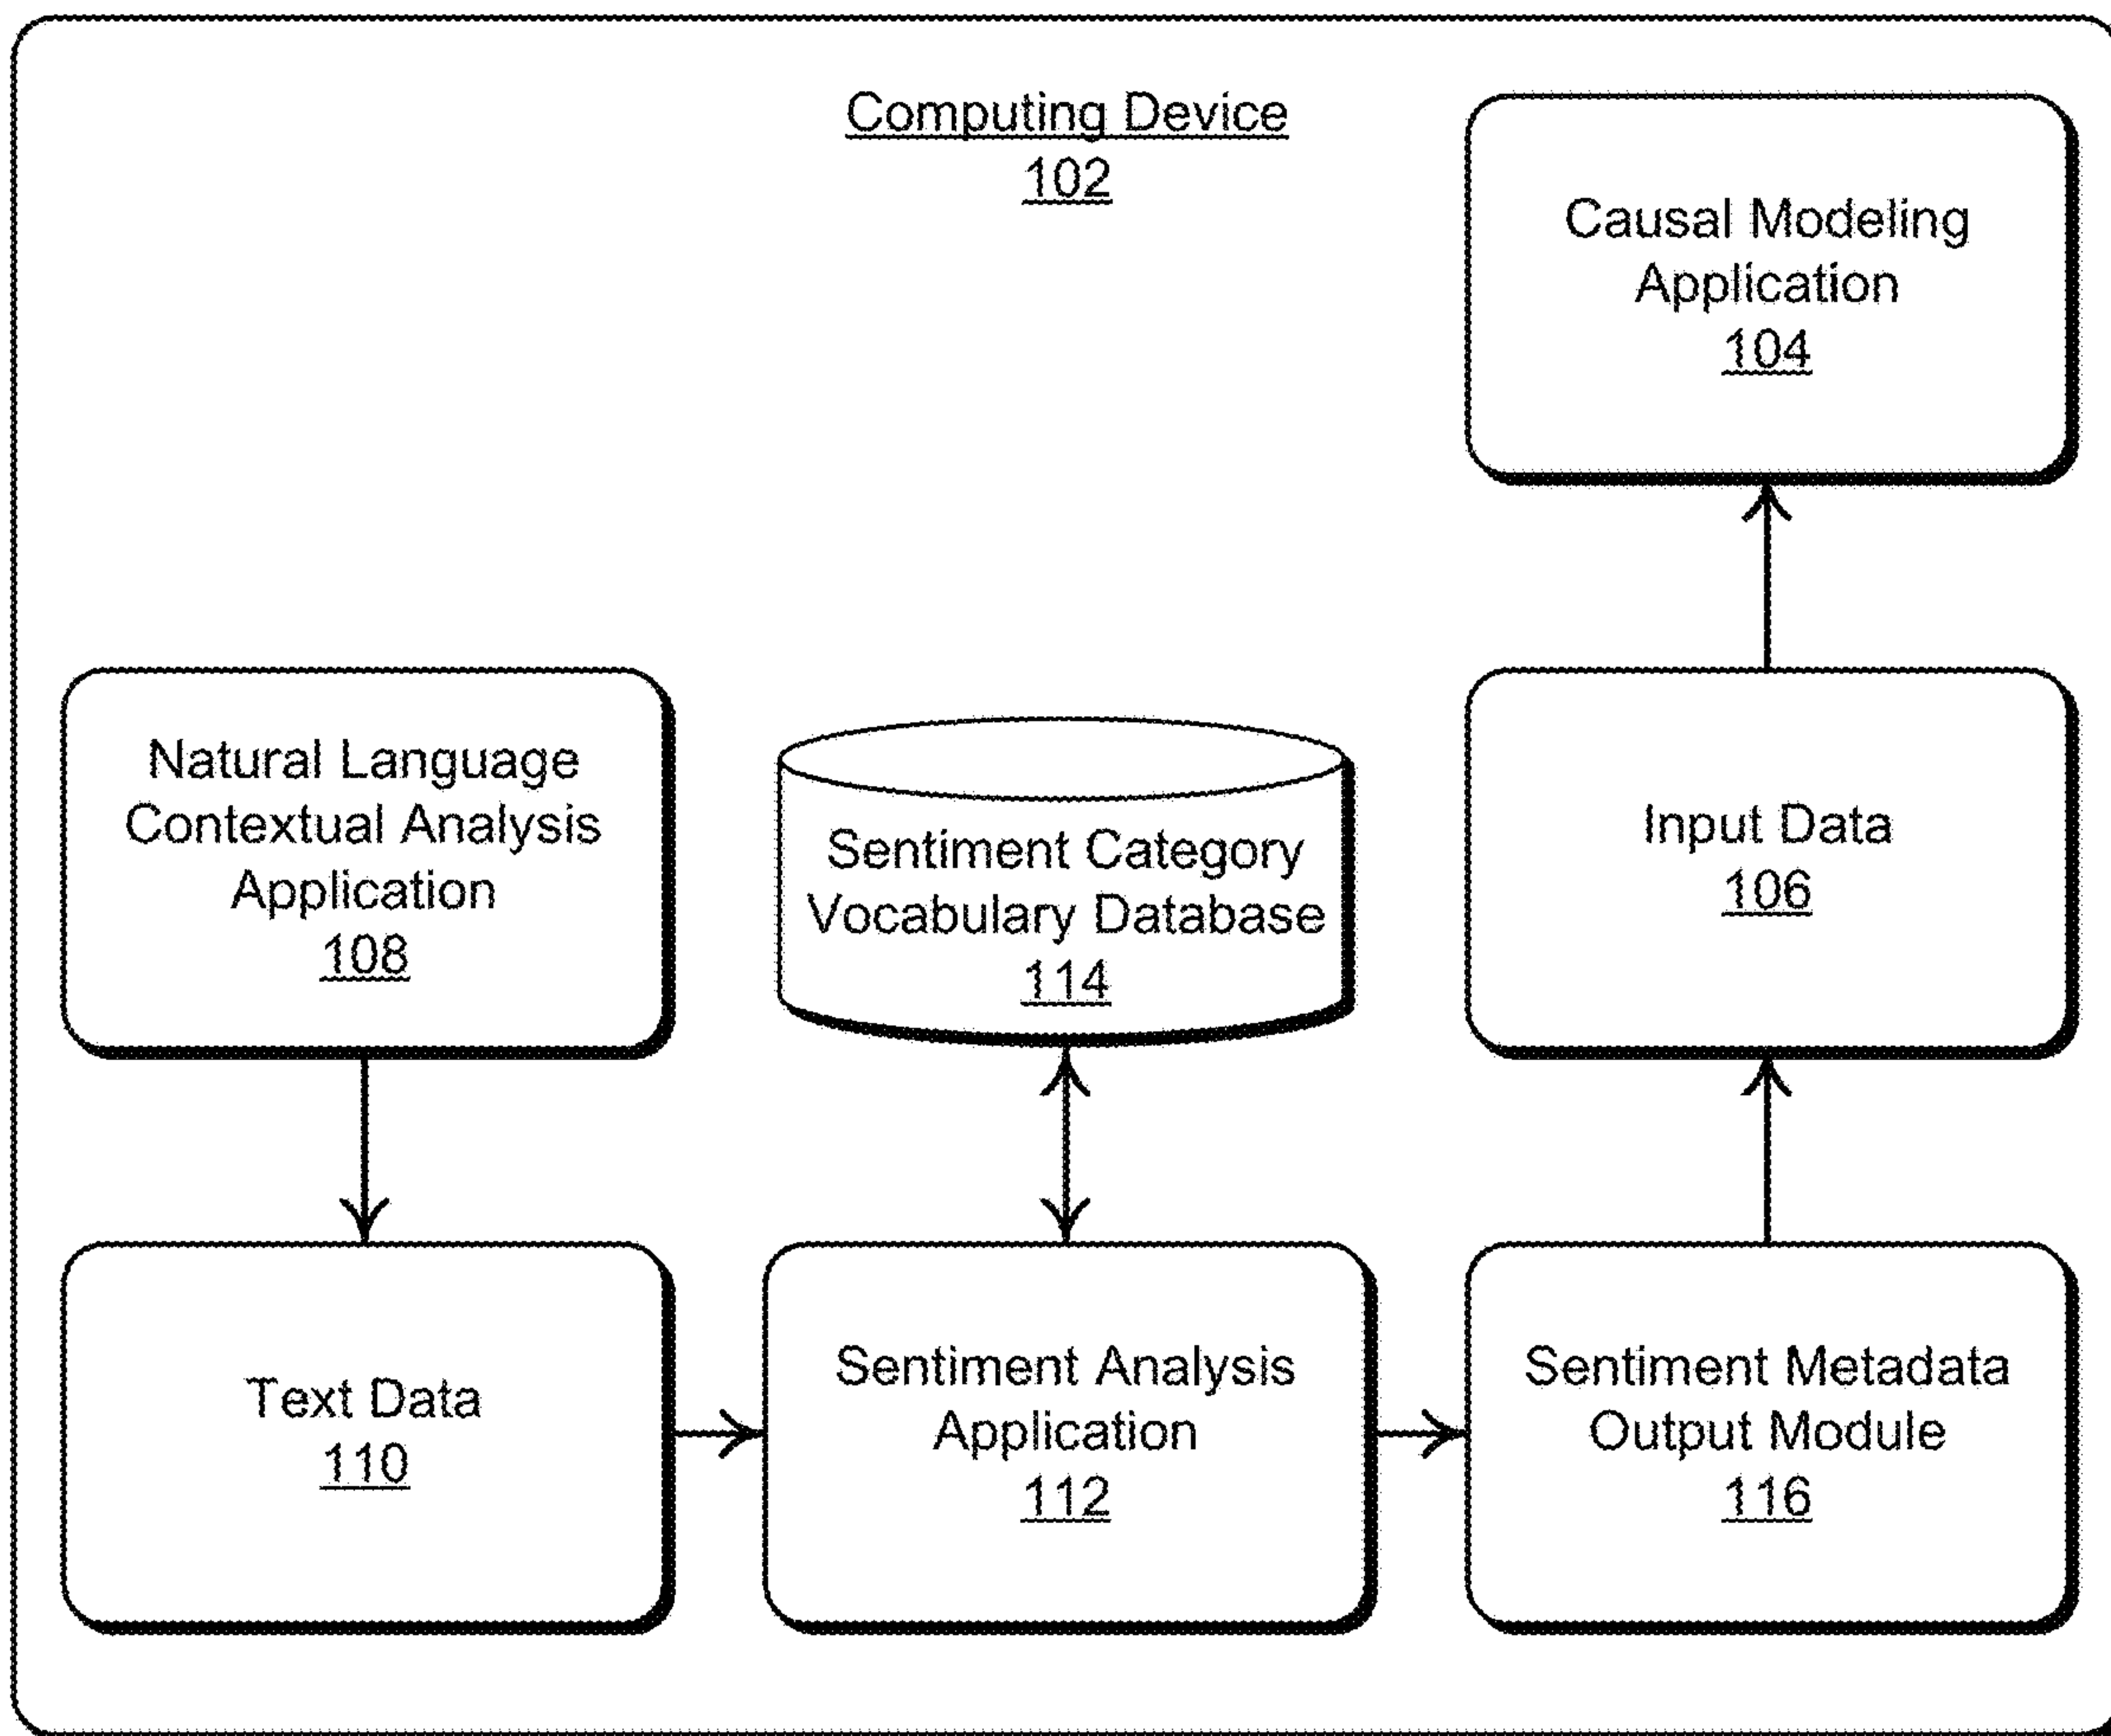 Computing Device
102
Causal Modeling
Application
104
Natural Language
Contextual Analysis
Application
108
Sentiment Category
Vocabulary Database
114
Input Data
106
Text Data
110
Sentiment Analysis
Application
112
Sentiment Metadata
Output Module
116